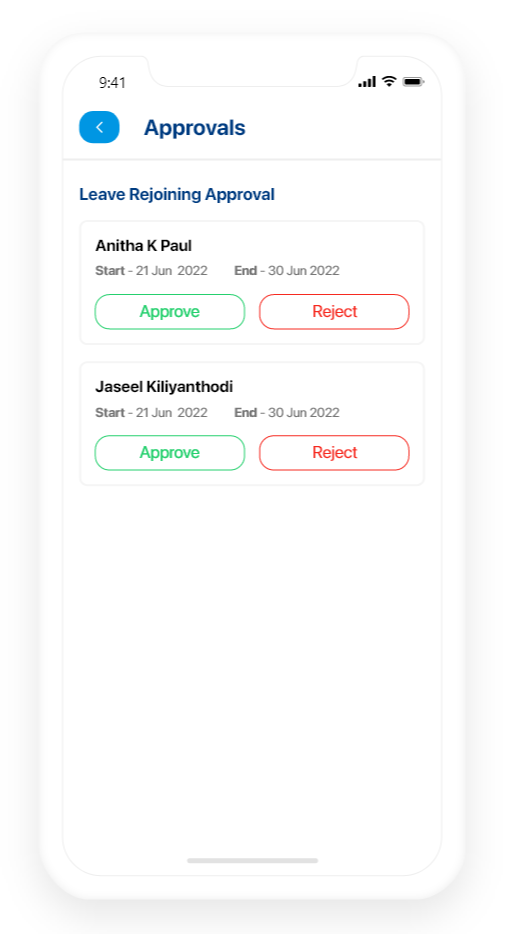 9:41
Approvals
Leave Rejoining Approval
Anitha K Paul
Start - 21 Jun 2022 End - 30 Jun 2022
Approve Reject
Jaseel Kiliyanthodi
Start - 21 Jun 2022 End - 30 Jun 2022
Approve Reject